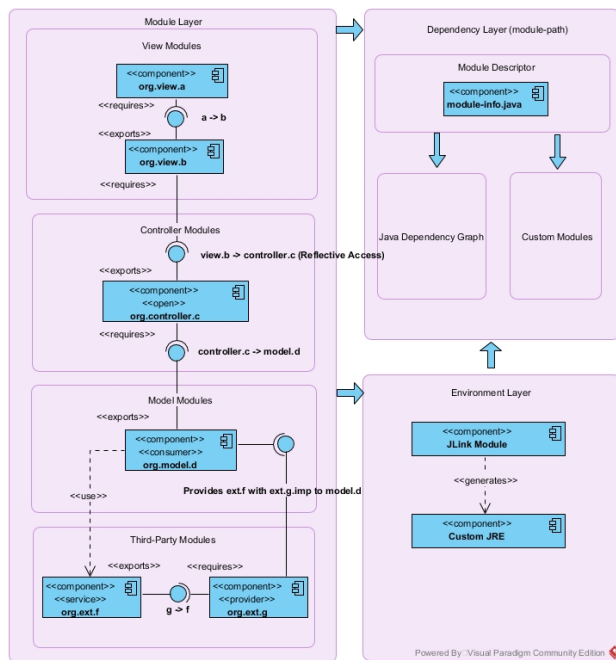 Module Layer
View Modules
<<component>>
org.view.a
<<requires>>
a -> b
<<exports>>
<<component>>
org.view.b
<<requires>>
Controller Modules
view.b -> controller.c (Reflective Access)
<<exports>>
<<component>>
<<open>>
org.controller.c
<<requires>>
controller.c -> model.d
Model Modules
<<exports>>
<<component>>
<<consumer>>
org.model.d
<<use>>
Provides ext.f with ext.g.imp to model.d
Third-Party Modules
<<exports>>
<<requires>>
<<component>>
<<service>>
org.ext.f
g -> f
<<component>>
<<provider>>
org.ext.g
Dependency Layer (module-path)
Module Descriptor
<<component>>
module-info.java
Java Dependency Graph
Custom Modules
Environment Layer
<<component>>
JLink Module
<<generates>>
<<component>>
Custom JRE
Powered By Visual Paradigm Community Edition